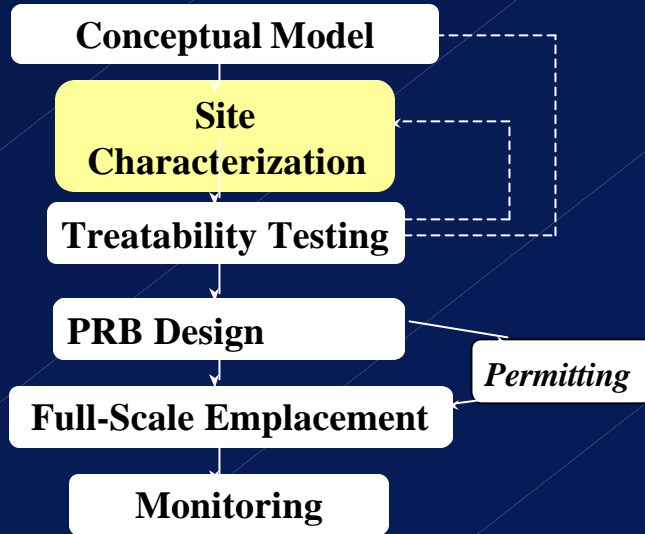 Conceptual Model
Site
Characterization
Treatability Testing
PRB Design
Permitting
Full-Scale Emplacement
Monitoring